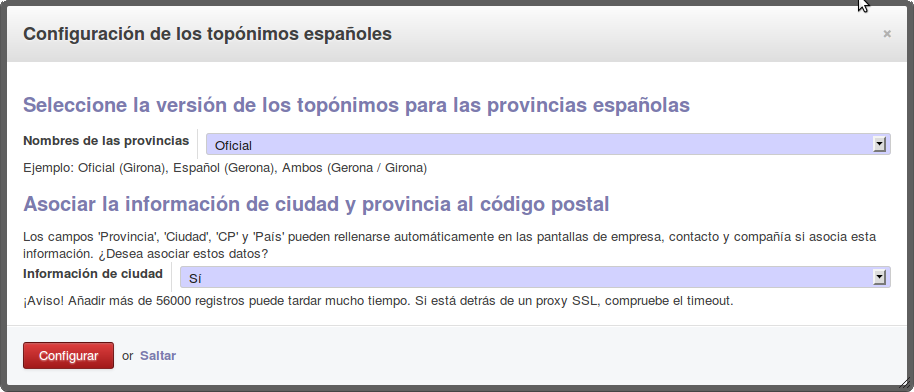 Configuración de los topónimos españoles ×
Seleccione la versión de los topónimos para las provincias españolas
Nombres de las provincias Oficial
Ejemplo: Oficial (Girona), Español (Gerona), Ambos (Gerona / Girona)
Asociar la información de ciudad y provincia al código postal
Los campos 'Provincia', 'Ciudad', 'CP' y 'País' pueden rellenarse automáticamente en las pantallas de empresa, contacto y compañía si asocia esta
información. ¿Desea asociar estos datos?
Información de ciudad Sí
¡Aviso! Añadir más de 56000 registros puede tardar mucho tiempo. Si está detrás de un proxy SSL, compruebe el timeout.
Configurar or Saltar